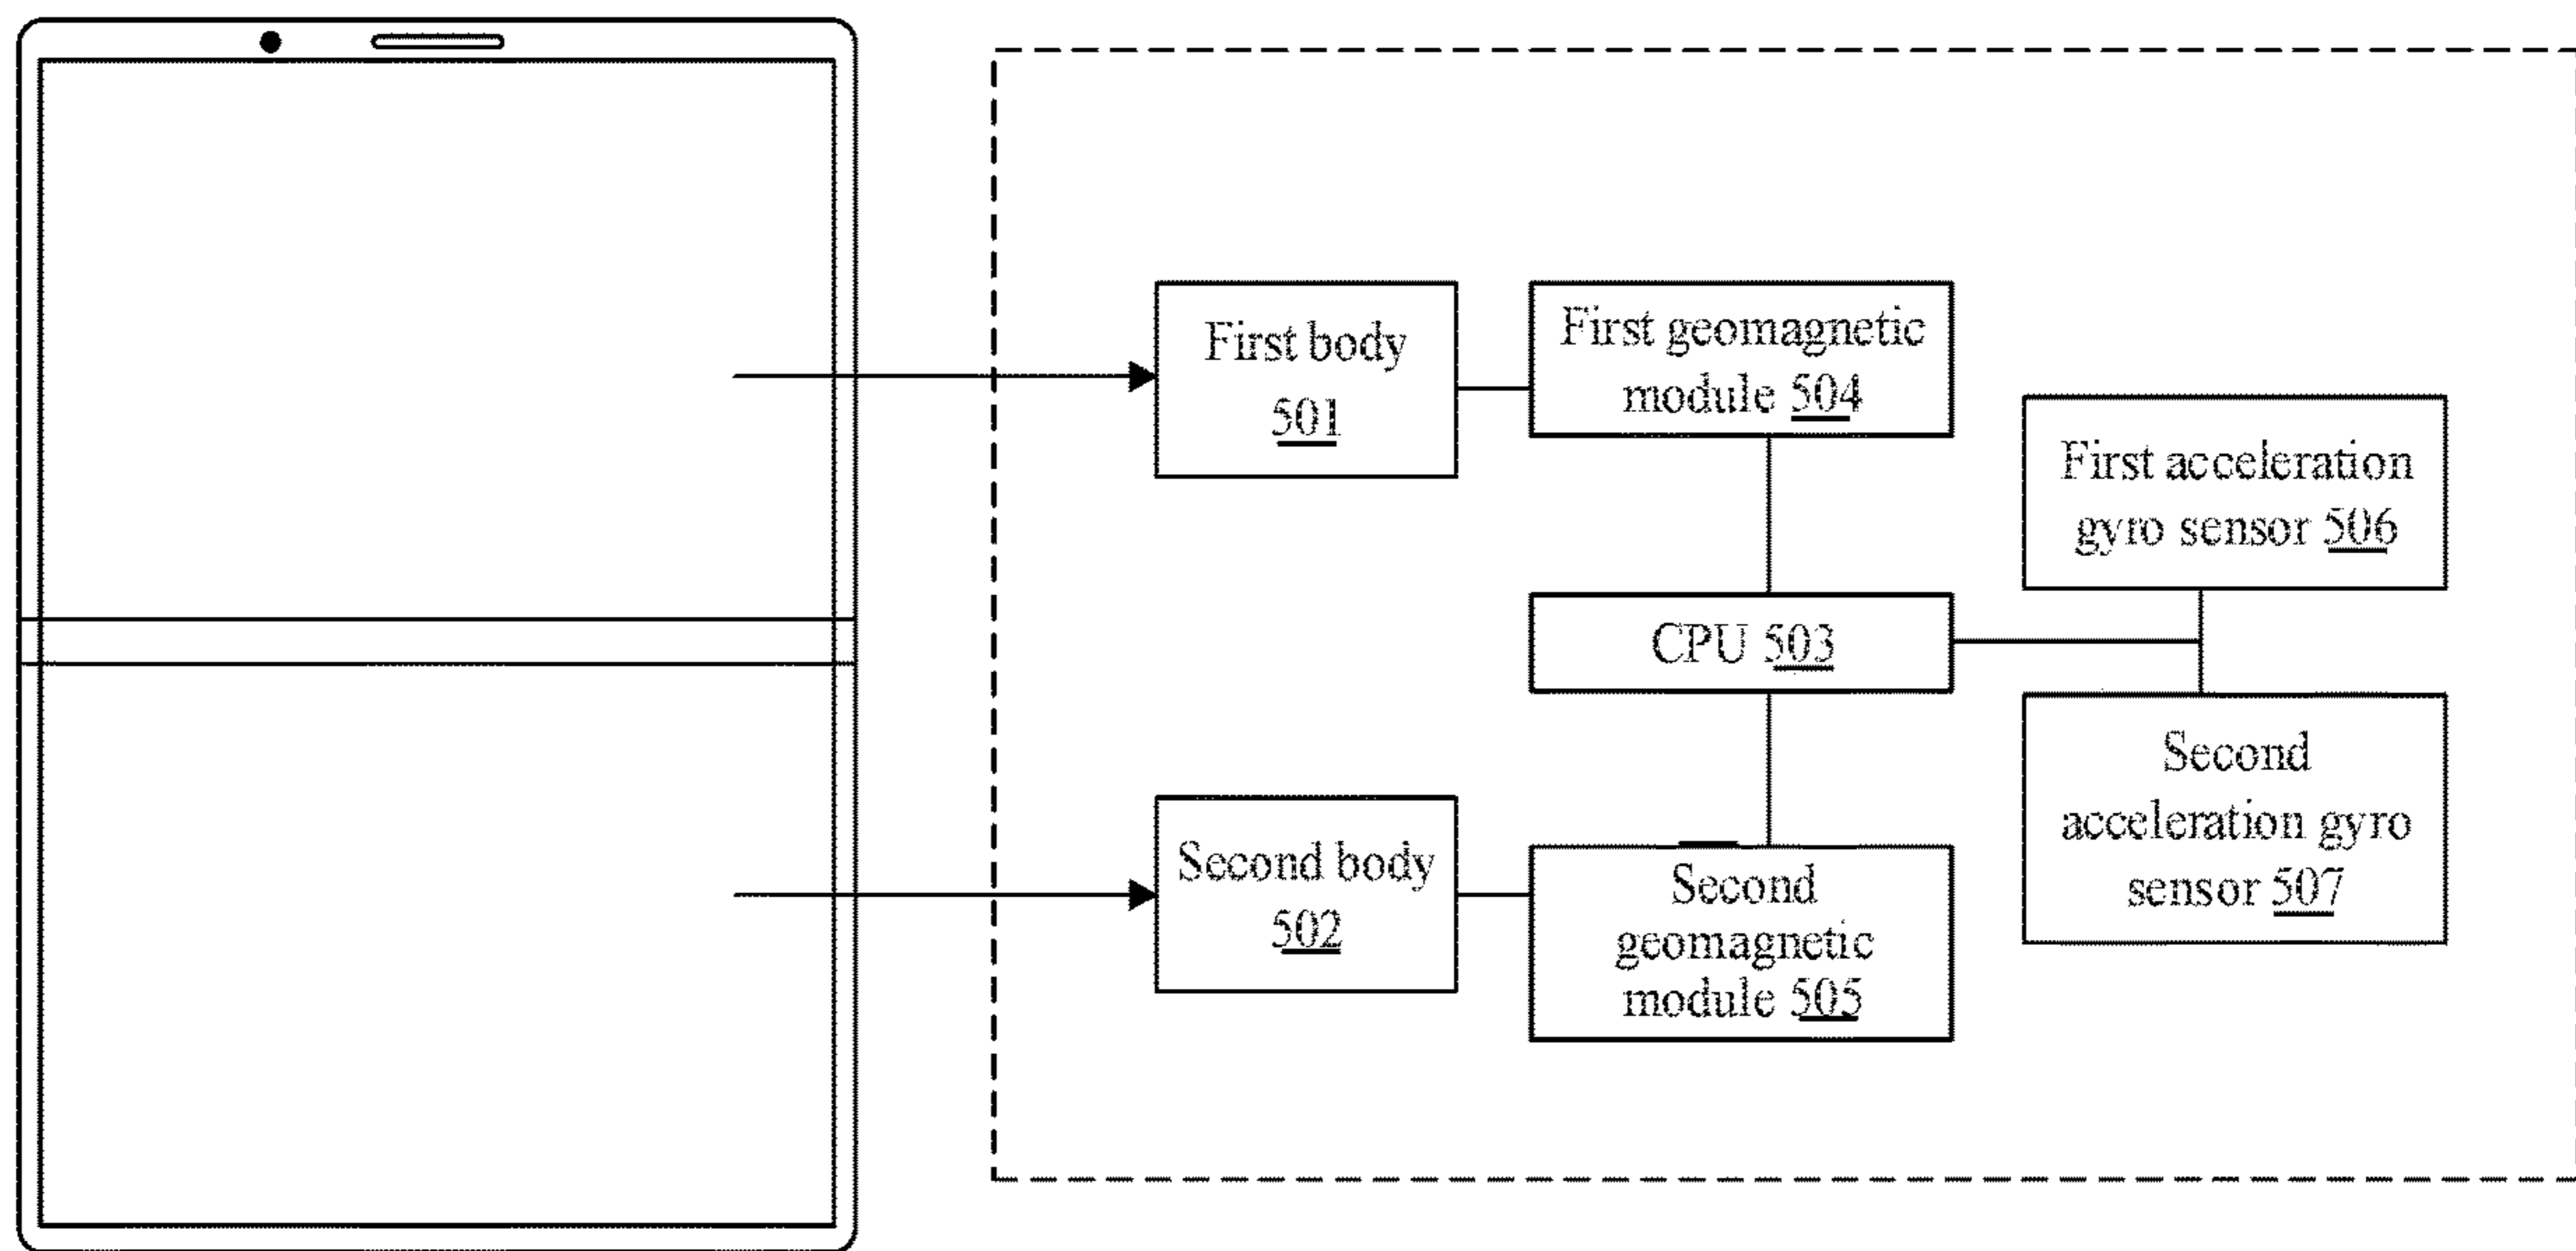 First body
501
First geomagnetic
module 504
First acceleration
gyro sensor 506
CPU 503
Second body
502
Second
geomagnetic
module 505
Second
acceleration gyro
sensor 507